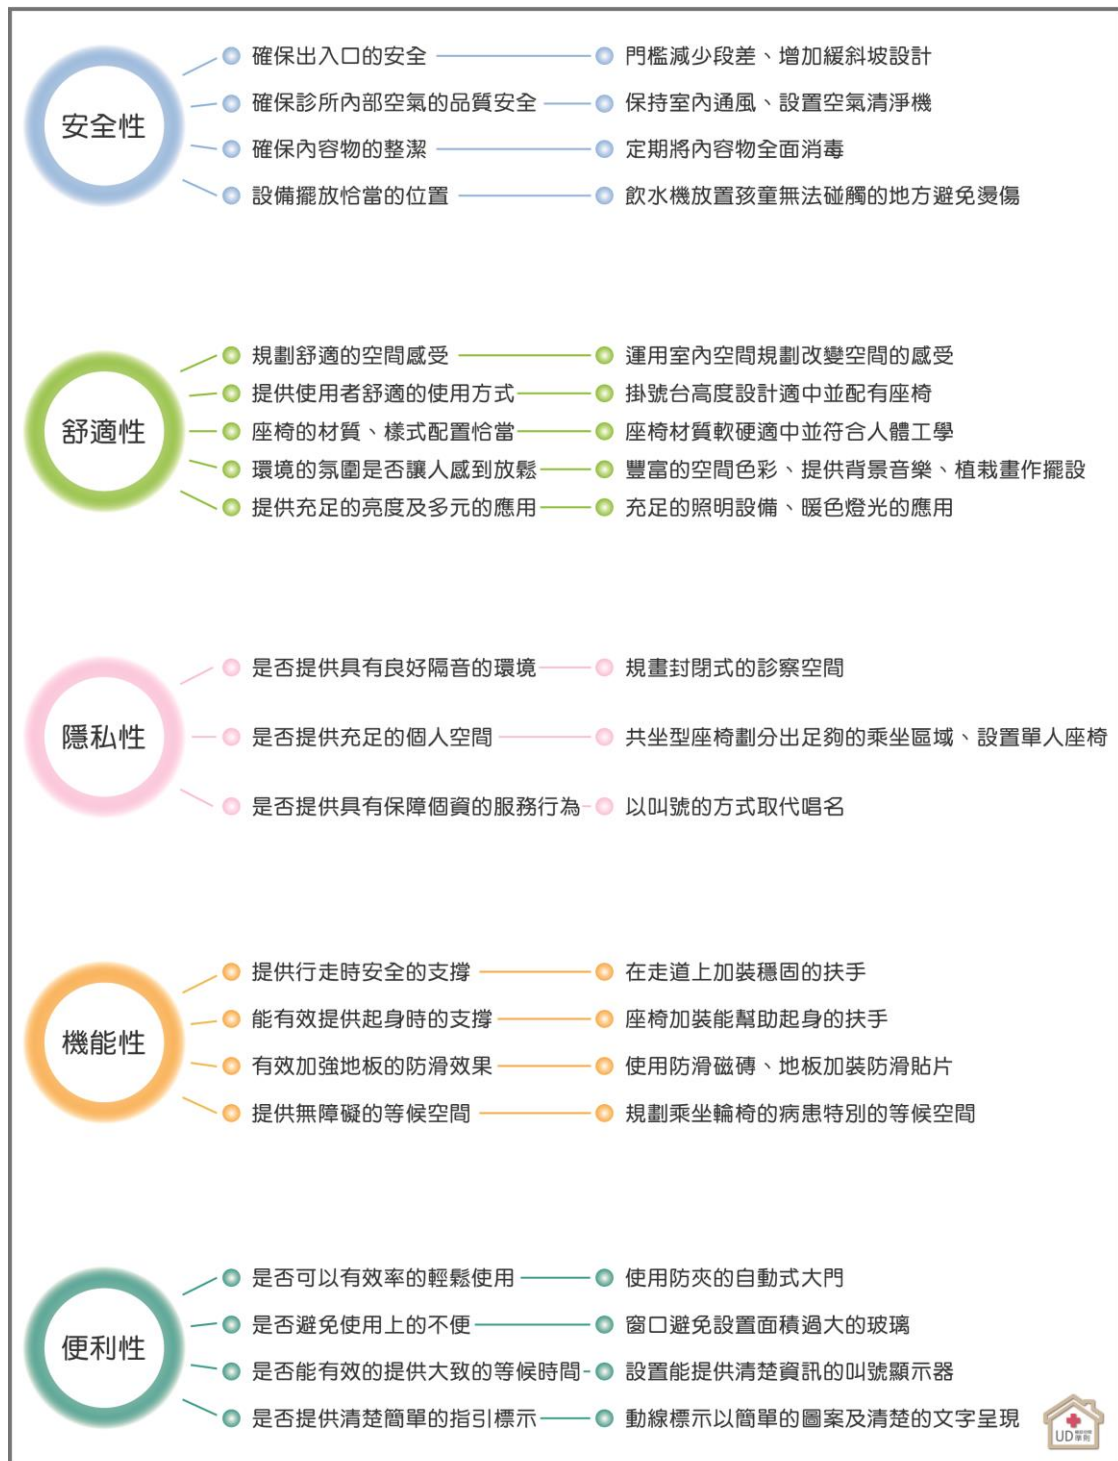 安全性
確保出入口的安全 門檻減少段差、增加緩斜坡設計
確保診所內部空氣的品質安全 保持室內通風、設置空氣清淨機
確保內容物的整潔 定期將內容物全面消毒
設備擺放恰當的位置 飲水機放置孩童無法碰觸的地方避免燙傷
舒適性
規劃舒適的空間感受 運用室內空間規劃改變空間的感受
提供使用者舒適的使用方式 掛號台高度設計適中並配有座椅
座椅的材質、樣式配置恰當 座椅材質軟硬適中並符合人體工學
環境的氛圍是否讓人感到放鬆 豐富的空間色彩、提供背景音樂、植栽畫作擺設
提供充足的亮度及多元的應用 充足的照明設備、暖色燈光的應用
隱私性
是否提供具有良好隔音的環境 規畫封閉式的診察空間
是否提供充足的個人空間 共坐型座椅劃分出足夠的乘坐區域、設置單人座椅
是否提供具有保障個資的服務行為 以叫號的方式取代唱名
機能性
提供行走時安全的支撐 在走道上加裝穩固的扶手
能有效提供起身時的支撐 座椅加裝能幫助起身的扶手
有效加強地板的防滑效果 使用防滑磁磚、地板加裝防滑貼片
提供無障礙的等候空間 規劃乘坐輪椅的病患特別的等候空間
便利性
是否可以有效率的輕鬆使用 使用防夾的自動式大門
是否避免使用上的不便 窗口避免設置面積過大的玻璃
是否能有效的提供大致的等候時間 設置能提供清楚資訊的叫號顯示器
是否提供清楚簡單的指引標示 動線標示以簡單的圖案及清楚的文字呈現
UD